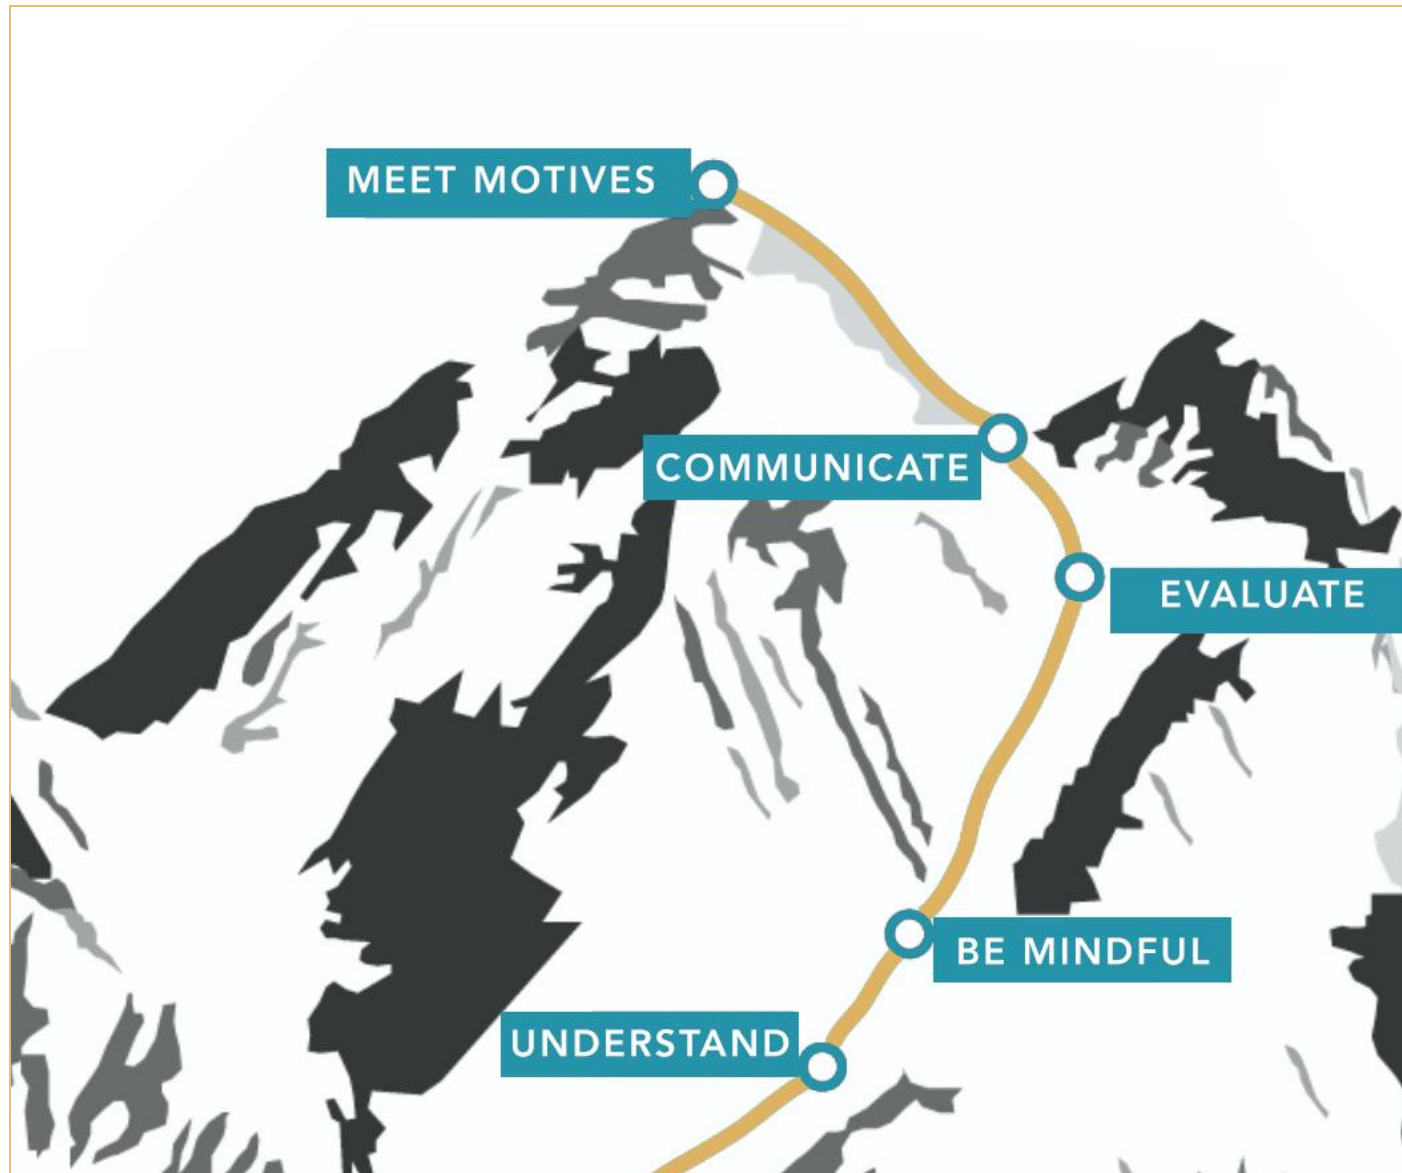 MEET MOTIVES
COMMUNICATE
EVALUATE
BE MINDFUL
UNDERSTAND